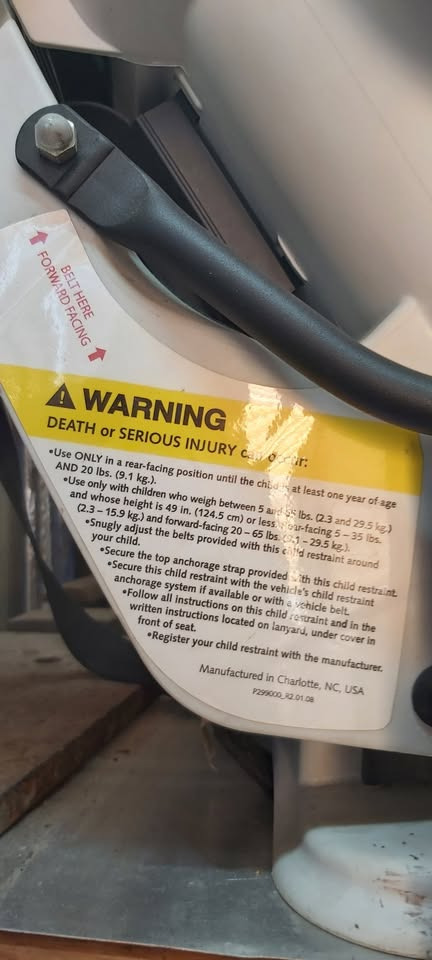 BELT HERE
FORWARD FACING
WARNING
DEATH or SERIOUS INJURY can occur:
•Use ONLY in a rear-facing position until the child is at least one year of age
AND 20 lbs. (9.1 kg.).
•Use only with children who weigh between 5 and 65 lbs. (2.3 and 29.5 kg.)
and whose height is 49 in. (124.5 cm) or less. rear-facing 5 – 35 lbs.
(2.3 – 15.9 kg.) and forward-facing 20 – 65 lbs. (9.1 - 29.5 kg.).
•Snugly adjust the belts provided with this child restraint around
your child.
•Secure the top anchorage strap provided with this child restraint.
•Secure this child restraint with the vehicle's child restraint
anchorage system if available or with a vehicle belt.
•Follow all instructions on this child restraint and in the
written instructions located on lanyard, under cover in
front of seat.
•Register your child restraint with the manufacturer.
Manufactured in Charlotte, NC, USA
P299000_R2.01.08